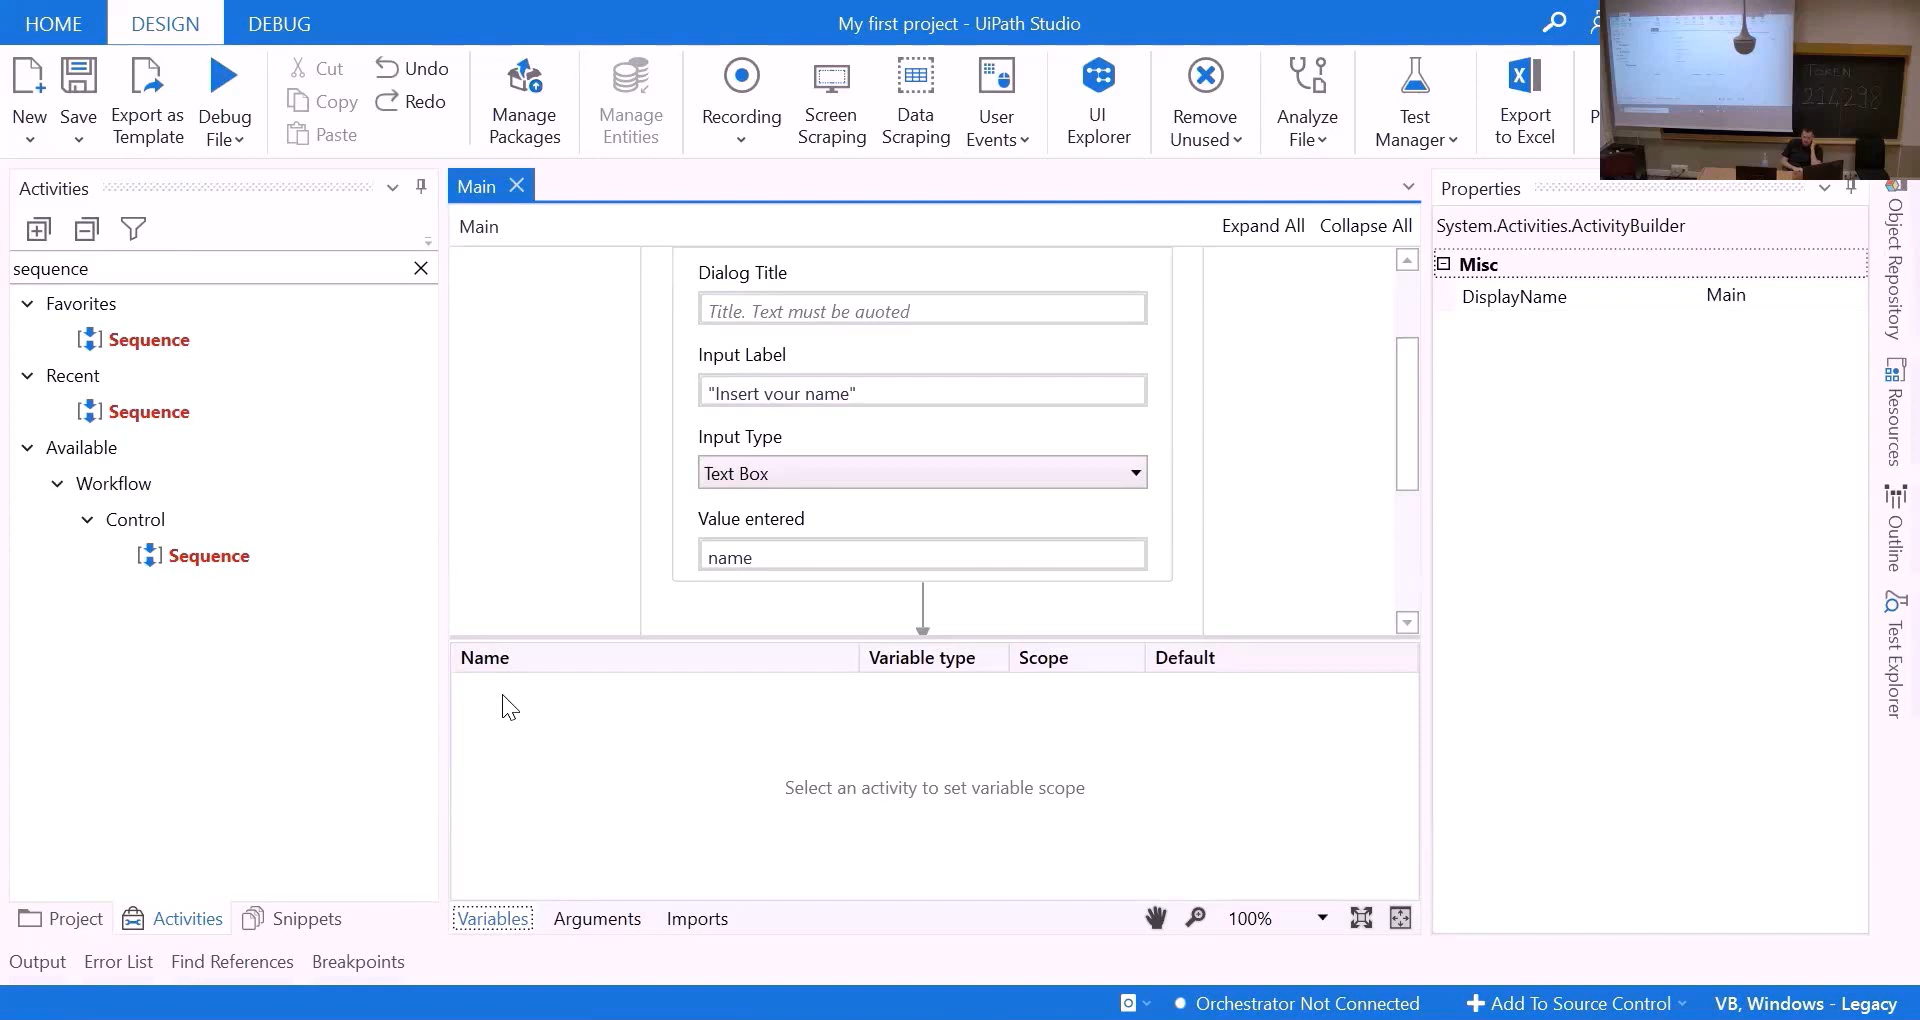 HOME DESIGN DEBUG My first project - UiPath Studio
New Save Export as Template Debug File
Cut Copy Paste Undo Redo
Manage Packages Manage Entities Recording Screen Scraping Data Scraping User Events UI Explorer Remove Unused Analyze File Test Manager Export to Excel P
TOKEN
214298
Activities
sequence
Favorites
Sequence
Recent
Sequence
Available
Workflow
Control
Sequence
Project Activities Snippets
Main
Main Expand All Collapse All
Dialog Title
Title. Text must be quoted
Input Label
"Insert your name"
Input Type
Text Box
Value entered
name
Name Variable type Scope Default
Select an activity to set variable scope
Variables Arguments Imports 100%
Properties
System.Activities.ActivityBuilder
Misc
DisplayName Main
Object Repository
Resources
Outline
Test Explorer
Output Error List Find References Breakpoints
Orchestrator Not Connected Add To Source Control VB, Windows - Legacy